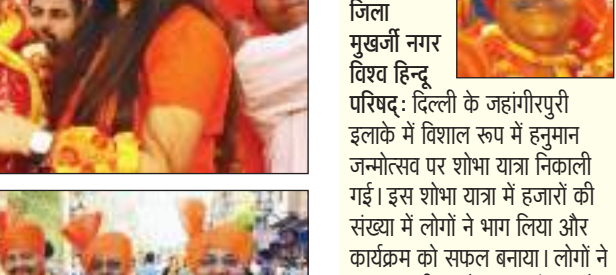 जिला
मुखर्जी नगर
विश्व हिन्दू
परिषद्: दिल्ली के जहांगीरपुरी
इलाके में विशाल रूप में हनुमान
जन्मोत्सव पर शोभा यात्रा निकाली
गई। इस शोभा यात्रा में हजारों की
संख्या में लोगों ने भाग लिया और
कार्यक्रम को सफल बनाया। लोगों ने